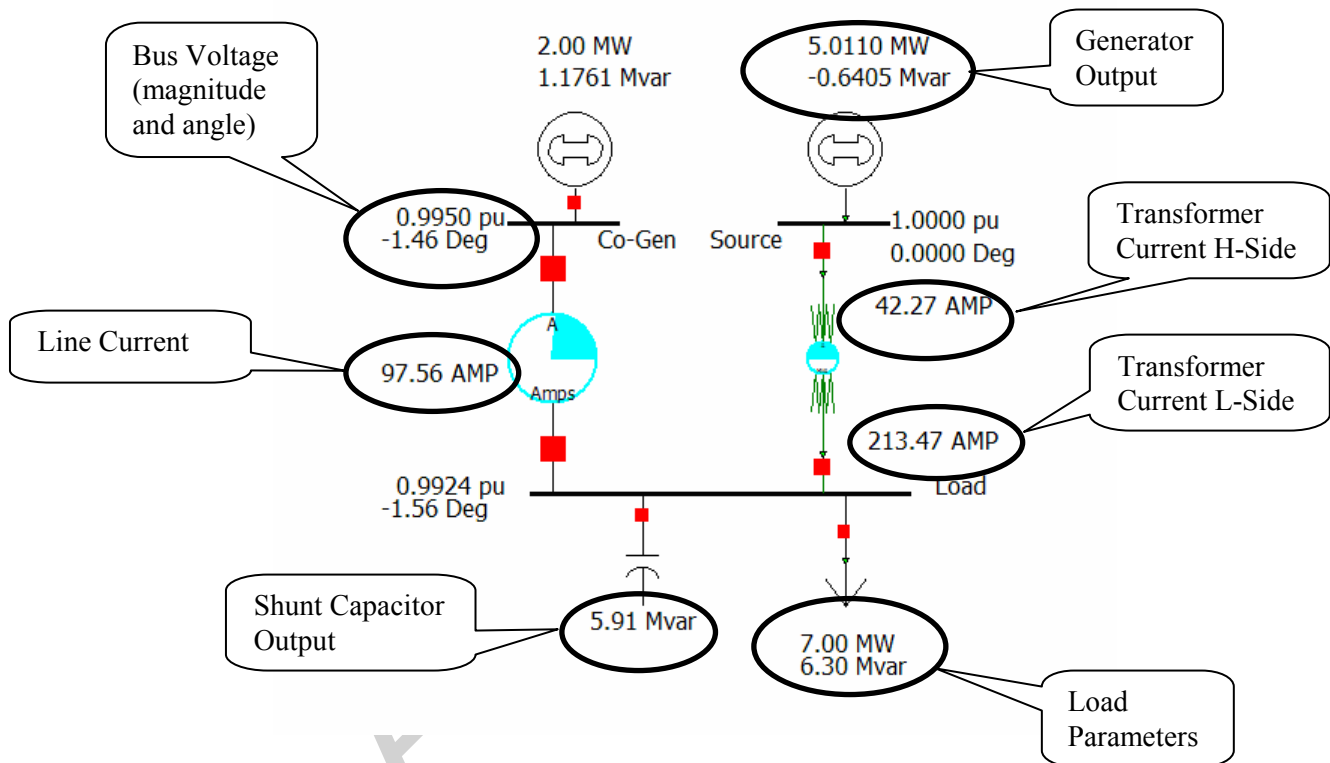 Bus Voltage
(magnitude
and angle)
2.00 MW
1.1761 Mvar
5.0110 MW
-0.6405 Mvar
Generator
Output
0.9950 pu
-1.46 Deg
Co-Gen
Source
1.0000 pu
0.0000 Deg
Transformer
Current H-Side
42.27 AMP
Line Current
97.56 AMP
A
Amps
Transformer
Current L-Side
213.47 AMP
0.9924 pu
-1.56 Deg
Load
Shunt Capacitor
Output
5.91 Mvar
7.00 MW
6.30 Mvar
Load
Parameters